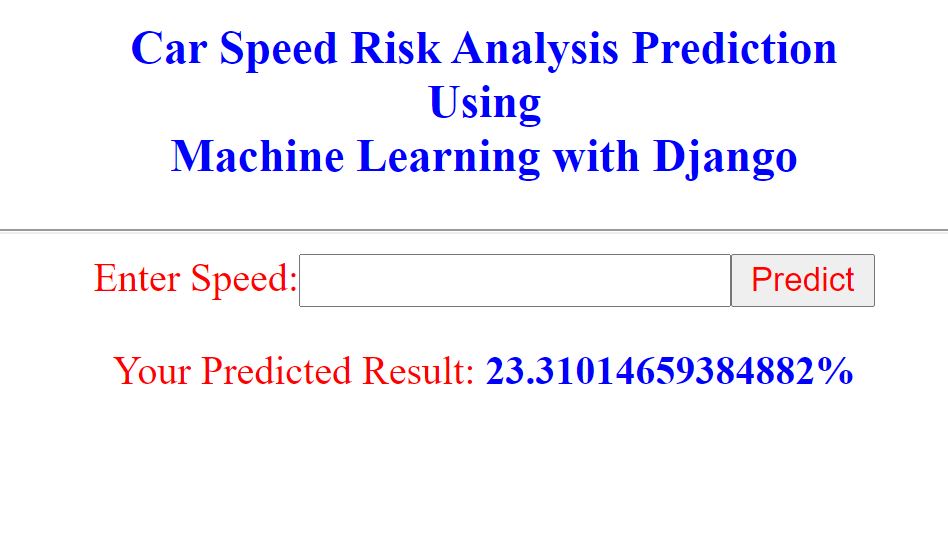 Car Speed Risk Analysis Prediction
Using
Machine Learning with Django
Enter Speed: Predict
Your Predicted Result: 23.31014659384882%